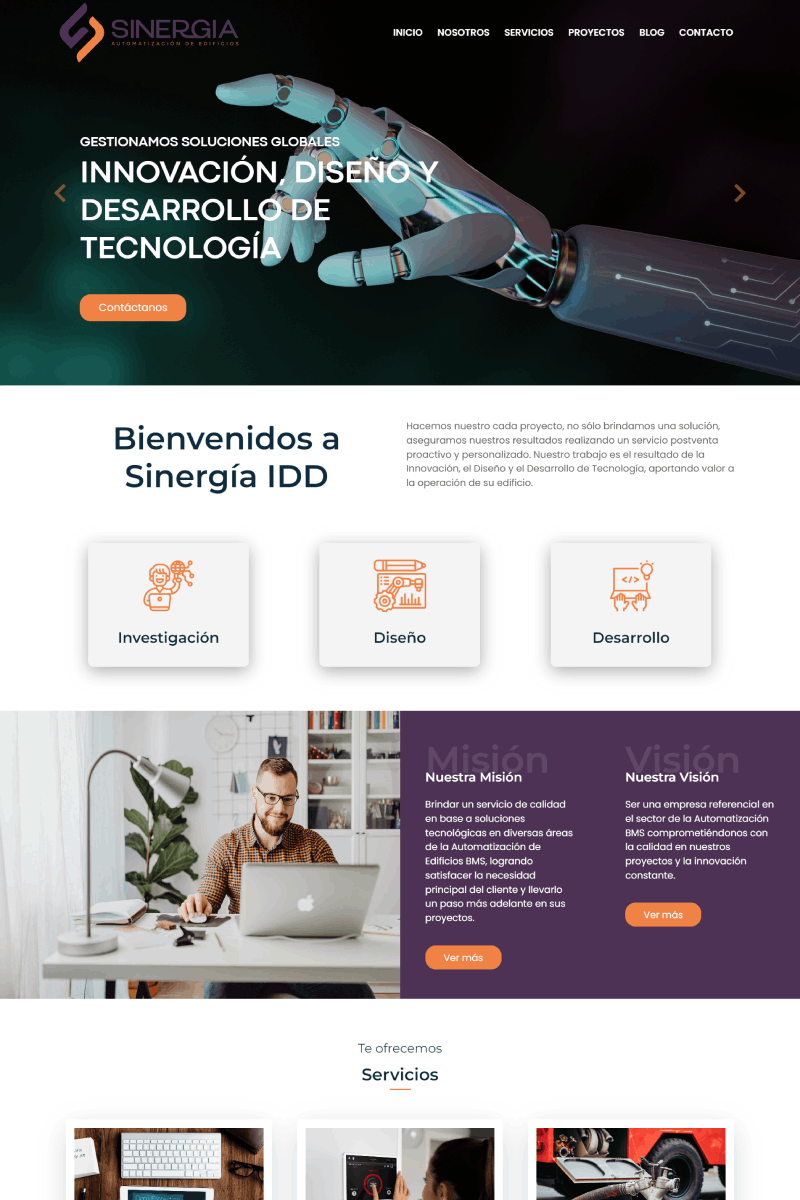 SINERGIA
AUTOMATIZACIÓN DE EDIFICIOS
INICIO NOSOTROS SERVICIOS PROYECTOS BLOG CONTACTO
GESTIONAMOS SOLUCIONES GLOBALES
INNOVACIÓN, DISEÑO Y
DESARROLLO DE
TECNOLOGÍA
Contáctanos
Bienvenidos a
Sinergía IDD
Hacemos nuestro cada proyecto, no sólo brindamos una solución,
aseguramos nuestros resultados realizando un servicio postventa
proactivo y personalizado. Nuestro trabajo es el resultado de la
Innovación, el Diseño y el Desarrollo de Tecnología, aportando valor a
la operación de su edificio.
Investigación
Diseño
</>
Desarrollo
Misión
Nuestra Misión
Brindar un servicio de calidad
en base a soluciones
tecnológicas en diversas áreas
de la Automatización de
Edificios BMS, logrando
satisfacer la necesidad
principal del cliente y llevarlo
un paso más adelante en sus
proyectos.
Ver más
Visión
Nuestra Visión
Ser una empresa referencial en
el sector de la Automatización
BMS comprometiéndonos con
la calidad en nuestros
proyectos y la innovación
constante.
Ver más
Te ofrecemos
Servicios